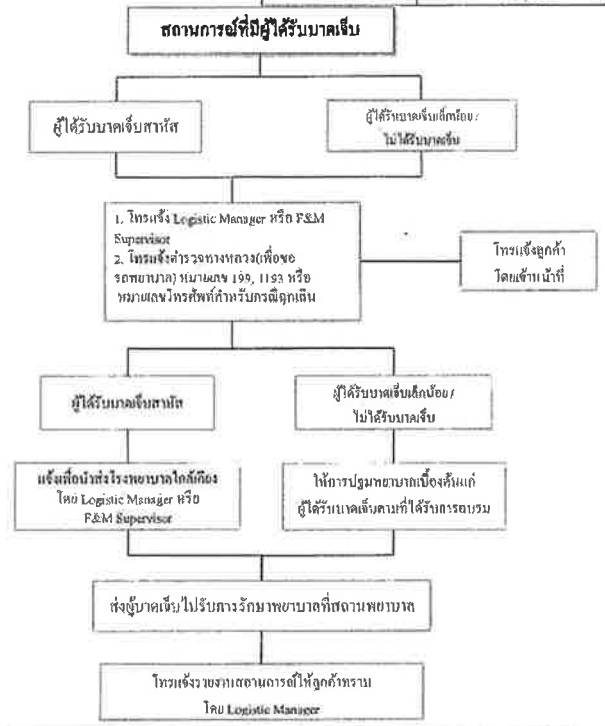 สถานการณ์ที่มีผู้ได้รับบาดเจ็บ
ผู้ได้รับบาดเจ็บสาหัส
ผู้ได้รับบาดเจ็บเล็กน้อย /
ไม่ได้รับบาดเจ็บ
1. โทรแจ้ง Logistic Manager หรือ F&M
Supervisor
2. โทรแจ้งตำรวจทางหลวง(เพื่อขอ
รถพยาบาล) หมายเลข 199, 1193 หรือ
หมายเลขโทรศัพท์สำหรับกรณีฉุกเฉิน
โทรแจ้งลูกค้า
โดยเจ้าหน้าที่
ผู้ได้รับบาดเจ็บสาหัส
ผู้ได้รับบาดเจ็บเล็กน้อย /
ไม่ได้รับบาดเจ็บ
แจ้งเพื่อนำส่งโรงพยาบาลใกล้เคียง
โดย Logistic Manager หรือ
F&M Supervisor
ให้การปฐมพยาบาลเบื้องต้นแก่
ผู้ได้รับบาดเจ็บตามที่ได้รับการอบรม
ส่งผู้บาดเจ็บไปรับการรักษาพยาบาลที่สถานพยาบาล
โทรแจ้งรายงานสถานการณ์ให้ลูกค้าทราบ
โดย Logistic Manager